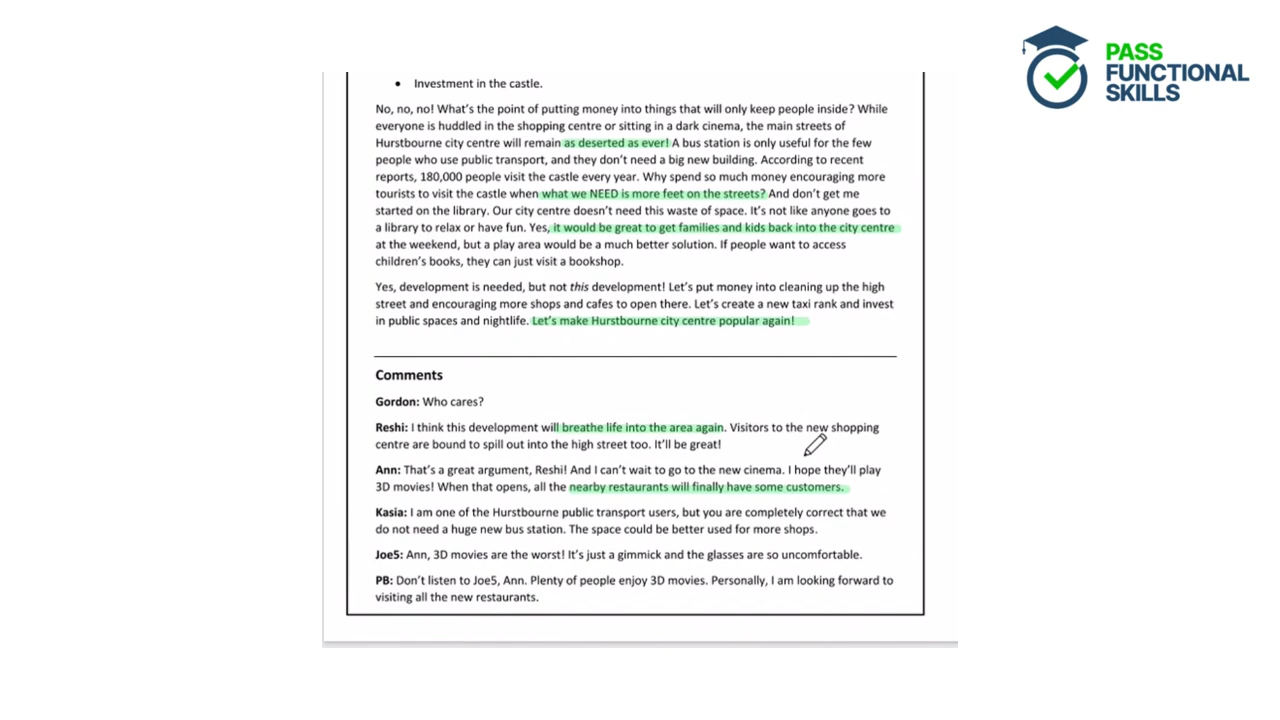 PASS
FUNCTIONAL
SKILLS
• Investment in the castle.
No, no, no! What's the point of putting money into things that will only keep people inside? While
everyone is huddled in the shopping centre or sitting in a dark cinema, the main streets of
Hurstbourne city centre will remain as deserted as ever! A bus station is only useful for the few
people who use public transport, and they don't need a big new building. According to recent
reports, 180,000 people visit the castle every year. Why spend so much money encouraging more
tourists to visit the castle when what we NEED is more feet on the streets? And don't get me
started on the library. Our city centre doesn't need this waste of space. It's not like anyone goes to
a library to relax or have fun. Yes, it would be great to get families and kids back into the city centre
at the weekend, but a play area would be a much better solution. If people want to access
children's books, they can just visit a bookshop.
Yes, development is needed, but not this development! Let's put money into cleaning up the high
street and encouraging more shops and cafes to open there. Let's create a new taxi rank and invest
in public spaces and nightlife. Let's make Hurstbourne city centre popular again!
Comments
Gordon: Who cares?
Reshi: I think this development will breathe life into the area again. Visitors to the new shopping
centre are bound to spill out into the high street too. It'll be great!
Ann: That's a great argument, Reshi! And I can't wait to go to the new cinema. I hope they'll play
3D movies! When that opens, all the nearby restaurants will finally have some customers.
Kasia: I am one of the Hurstbourne public transport users, but you are completely correct that we
do not need a huge new bus station. The space could be better used for more shops.
Joe5: Ann, 3D movies are the worst! It's just a gimmick and the glasses are so uncomfortable.
PB: Don't listen to Joe5, Ann. Plenty of people enjoy 3D movies. Personally, I am looking forward to
visiting all the new restaurants.